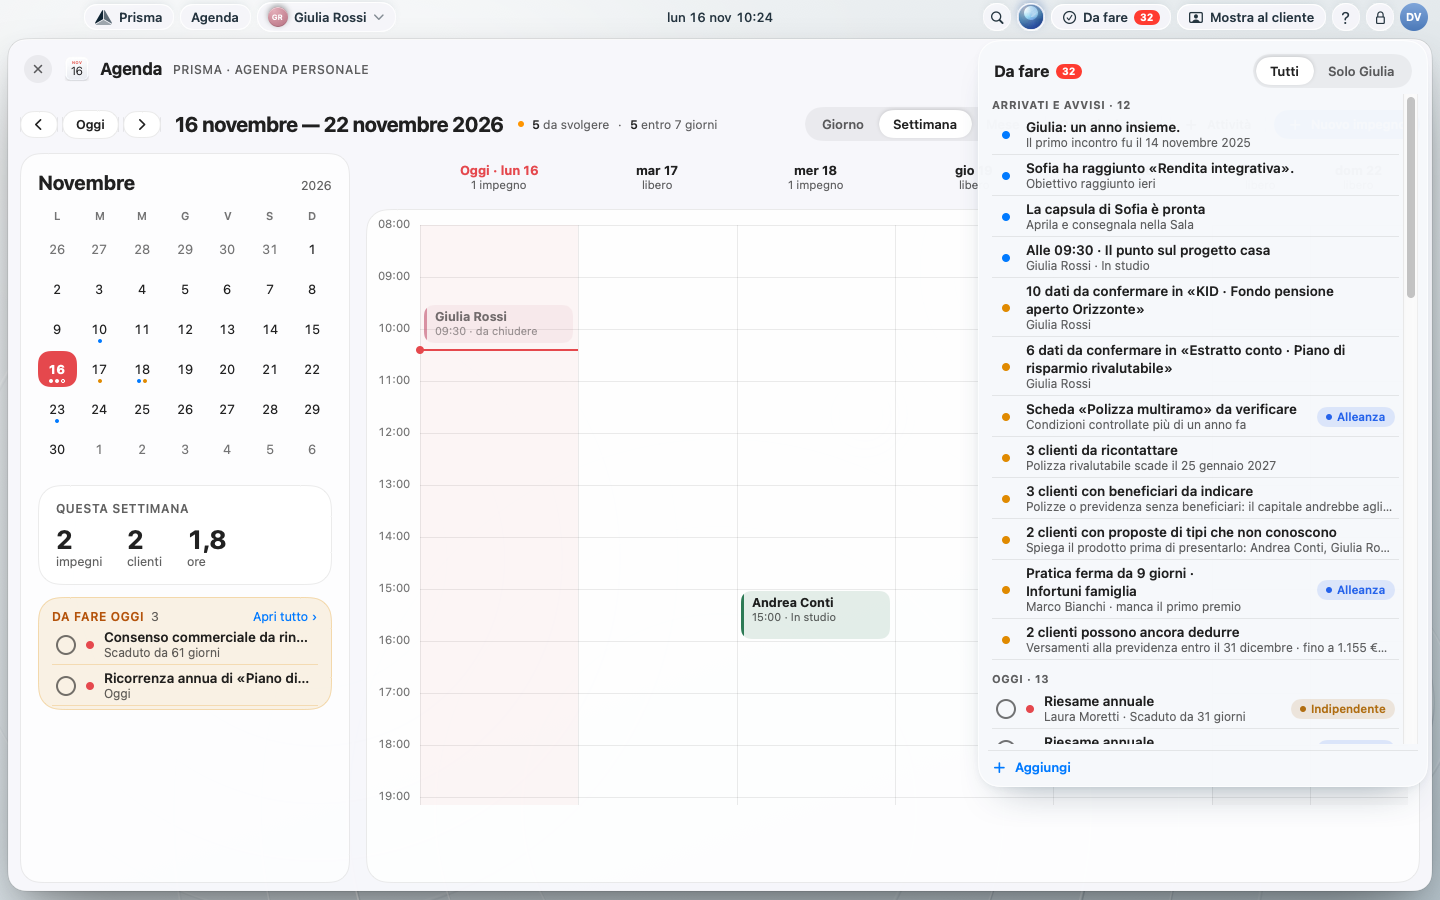 Prisma
Agenda
GR Giulia Rossi
lun 16 nov 10:24
Da fare 32
Mostra al cliente
?
DV
NOV 16
Agenda PRISMA · AGENDA PERSONALE
Oggi
16 novembre — 22 novembre 2026
5 da svolgere · 5 entro 7 giorni
Giorno Settimana
Novembre 2026
L M M G V S D
26 27 28 29 30 31 1
2 3 4 5 6 7 8
9 10 11 12 13 14 15
16 17 18 19 20 21 22
23 24 25 26 27 28 29
30 1 2 3 4 5 6
QUESTA SETTIMANA
2 2 1,8
impegni clienti ore
DA FARE OGGI 3 Apri tutto ›
Consenso commerciale da rin...
Scaduto da 61 giorni
Ricorrenza annua di «Piano di...
Oggi
Oggi · lun 16 mar 17 mer 18 gio
1 impegno libero 1 impegno libe
08:00
09:00
10:00
11:00
12:00
13:00
14:00
15:00
16:00
17:00
18:00
19:00
Giulia Rossi
09:30 · da chiudere
Andrea Conti
15:00 · In studio
Da fare 32
Tutti Solo Giulia
ARRIVATI E AVVISI · 12
Giulia: un anno insieme.
Il primo incontro fu il 14 novembre 2025
Sofia ha raggiunto «Rendita integrativa».
Obiettivo raggiunto ieri
La capsula di Sofia è pronta
Aprila e consegnala nella Sala
Alle 09:30 · Il punto sul progetto casa
Giulia Rossi · In studio
10 dati da confermare in «KID · Fondo pensione
aperto Orizzonte»
Giulia Rossi
6 dati da confermare in «Estratto conto · Piano di
risparmio rivalutabile»
Giulia Rossi
Scheda «Polizza multiramo» da verificare
Condizioni controllate più di un anno fa
Alleanza
3 clienti da ricontattare
Polizza rivalutabile scade il 25 gennaio 2027
3 clienti con beneficiari da indicare
Polizze o previdenza senza beneficiari: il capitale andrebbe agli...
2 clienti con proposte di tipi che non conoscono
Spiega il prodotto prima di presentarlo: Andrea Conti, Giulia Ro...
Pratica ferma da 9 giorni ·
Infortuni famiglia
Marco Bianchi · manca il primo premio
Alleanza
2 clienti possono ancora dedurre
Versamenti alla previdenza entro il 31 dicembre · fino a 1.155 €...
OGGI · 13
Riesame annuale
Laura Moretti · Scaduto da 31 giorni
Indipendente
Riesame annuale
+ Aggiungi